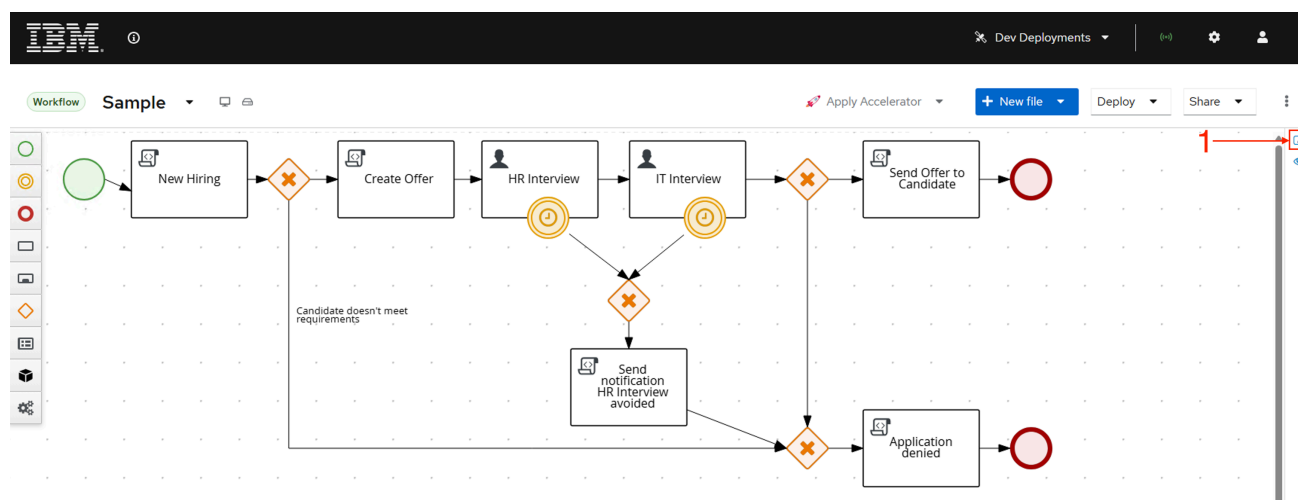 IBM.
Dev Deployments
Workflow
Sample
Apply Accelerator
+ New file
Deploy
Share
1
New Hiring
Create Offer
HR Interview
IT Interview
Send Offer to
Candidate
Candidate doesn't meet
requirements
Send
notification
HR Interview
avoided
Application
denied